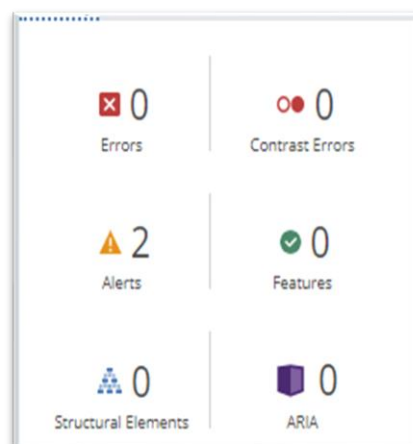 0 0
Errors Contrast Errors
2 0
Alerts Features
0 0
Structural Elements ARIA